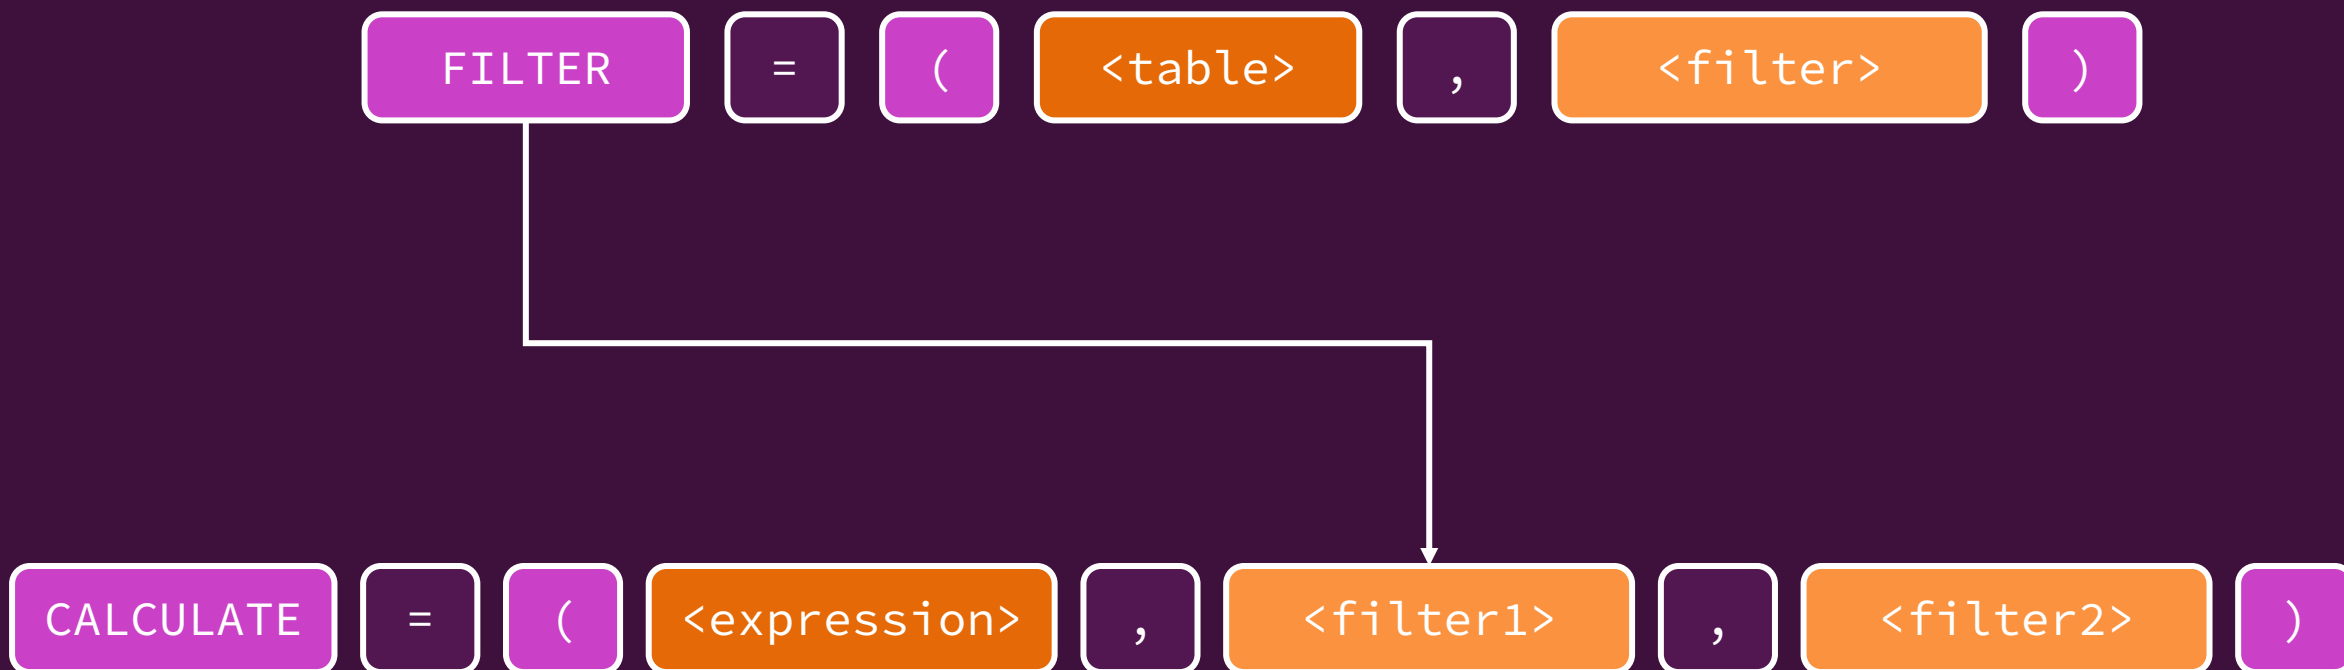 FILTER = ( <table> , <filter> )
CALCULATE = ( <expression> , <filter1> , <filter2> )